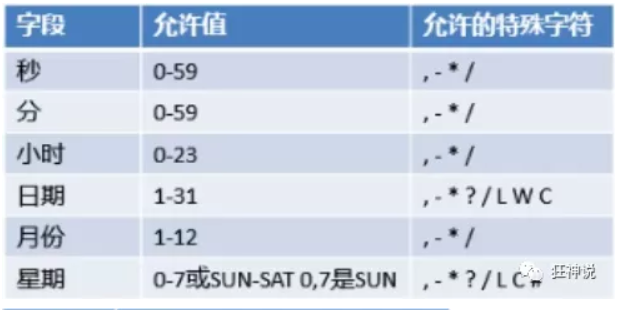 字段 允许值 允许的特殊字符
秒 0-59 , - * /
分 0-59 , - * /
小时 0-23 , - * /
日期 1-31 , - * ? / L W C
月份 1-12 , - * /
星期 0-7或SUN-SAT 0,7是SUN , - * ? / L C #
狂神说